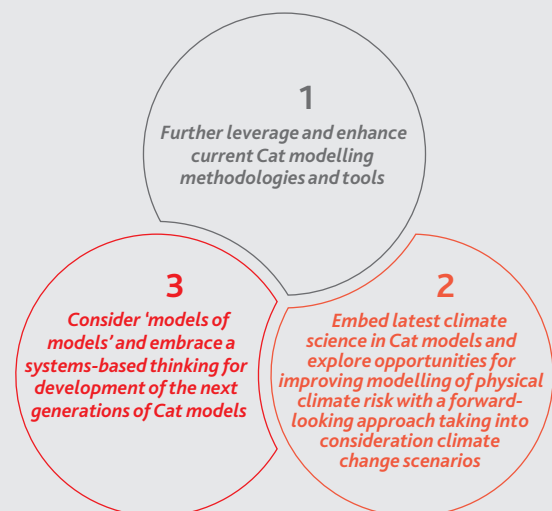 1
Further leverage and enhance
current Cat modelling
methodologies and tools
2
Embed latest climate
science in Cat models and
explore opportunities for
improving modelling of physical
climate risk with a forward-
looking approach taking into
consideration climate
change scenarios
3
Consider ‘models of
models’ and embrace a
systems-based thinking for
development of the next
generations of Cat models